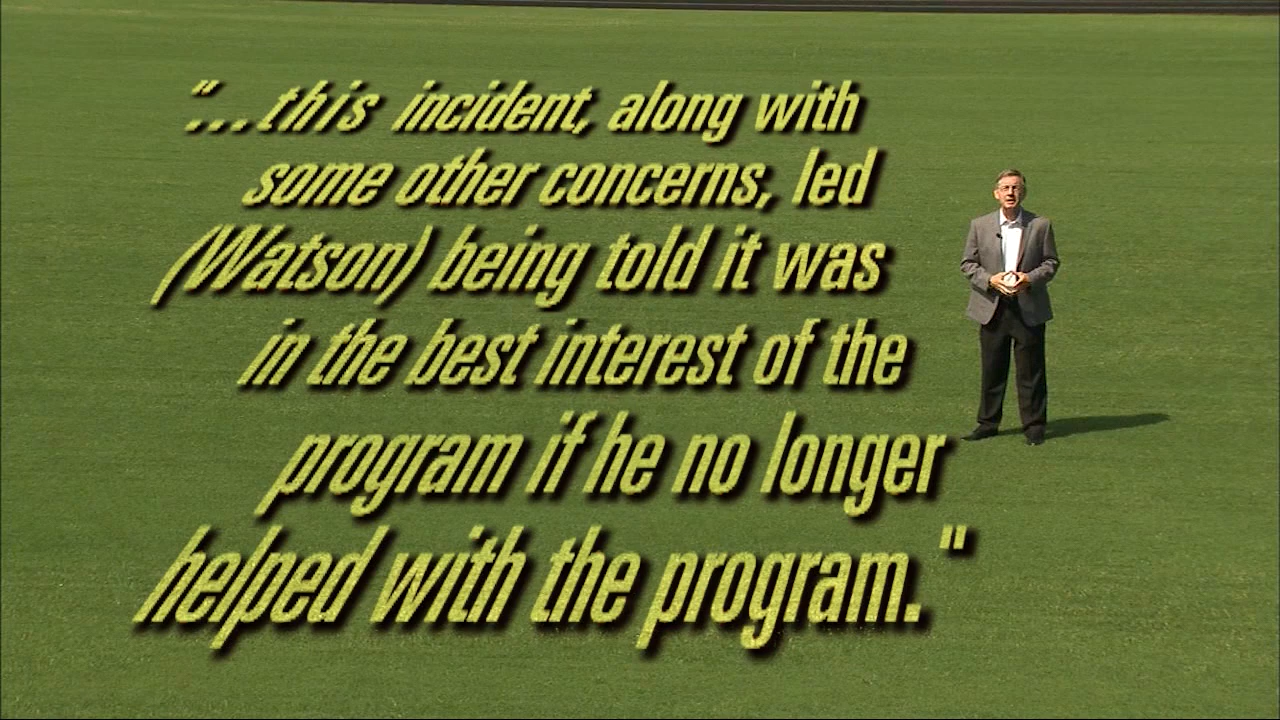 "...this incident, along with
some other concerns, led
(Watson) being told it was
in the best interest of the
program if he no longer
helped with the program."